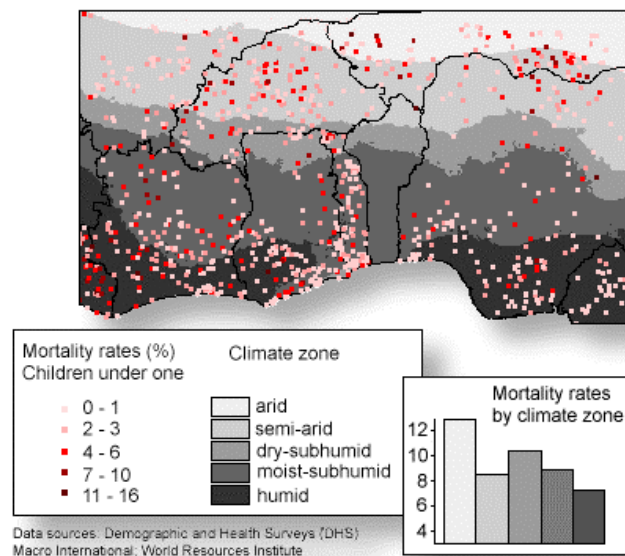 Mortality rates (%)
Children under one
0 - 1
2 - 3
4 - 6
7 - 10
11 - 16
Climate zone
arid
semi-arid
dry-subhumid
moist-subhumid
humid
Mortality rates
by climate zone
12
10
8
6
4
Data sources: Demographic and Health Surveys (DHS)
Macro International; World Resources Institute